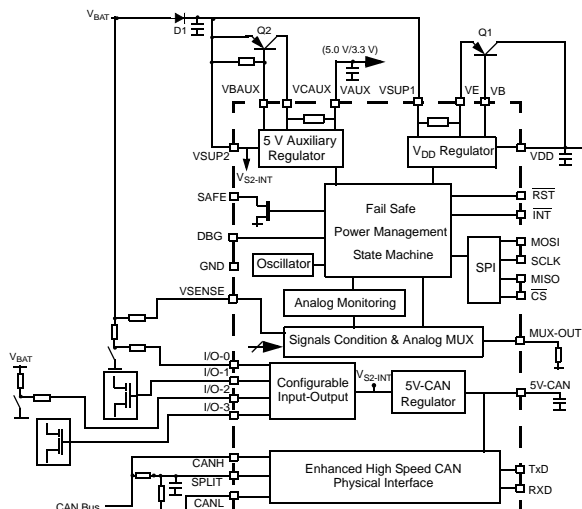 VBAT
D1
Q2
(5.0 V/3.3 V)
Q1
VBAUX
VCAUX
VAUX
VSUP1
VE
VB
5 V Auxiliary
Regulator
VDD Regulator
VSUP2
VDD
VS2-INT
SAFE
Fail Safe
Power Management
State Machine
RST
INT
DBG
MOSI
SCLK
SPI
GND
Oscillator
MISO
CS
VSENSE
Analog Monitoring
Signals Condition & Analog MUX
MUX-OUT
VBAT
I/O-0
I/O-1
I/O-2
I/O-3
Configurable
Input-Output
VS2-INT
5V-CAN
Regulator
5V-CAN
CANH
SPLIT
CANL
CAN Bus
Enhanced High Speed CAN
Physical Interface
TxD
RXD